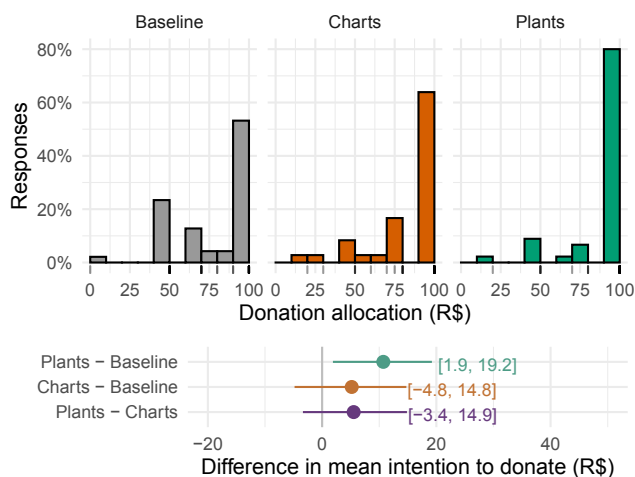 Baseline Charts Plants
80%
60%
40%
20%
0%
Responses
0 25 50 75 100 0 25 50 75 100 0 25 50 75 100
Donation allocation (R$)
Plants − Baseline [1.9, 19.2]
Charts − Baseline [−4.8, 14.8]
Plants − Charts [−3.4, 14.9]
−20 0 20 40
Difference in mean intention to donate (R$)